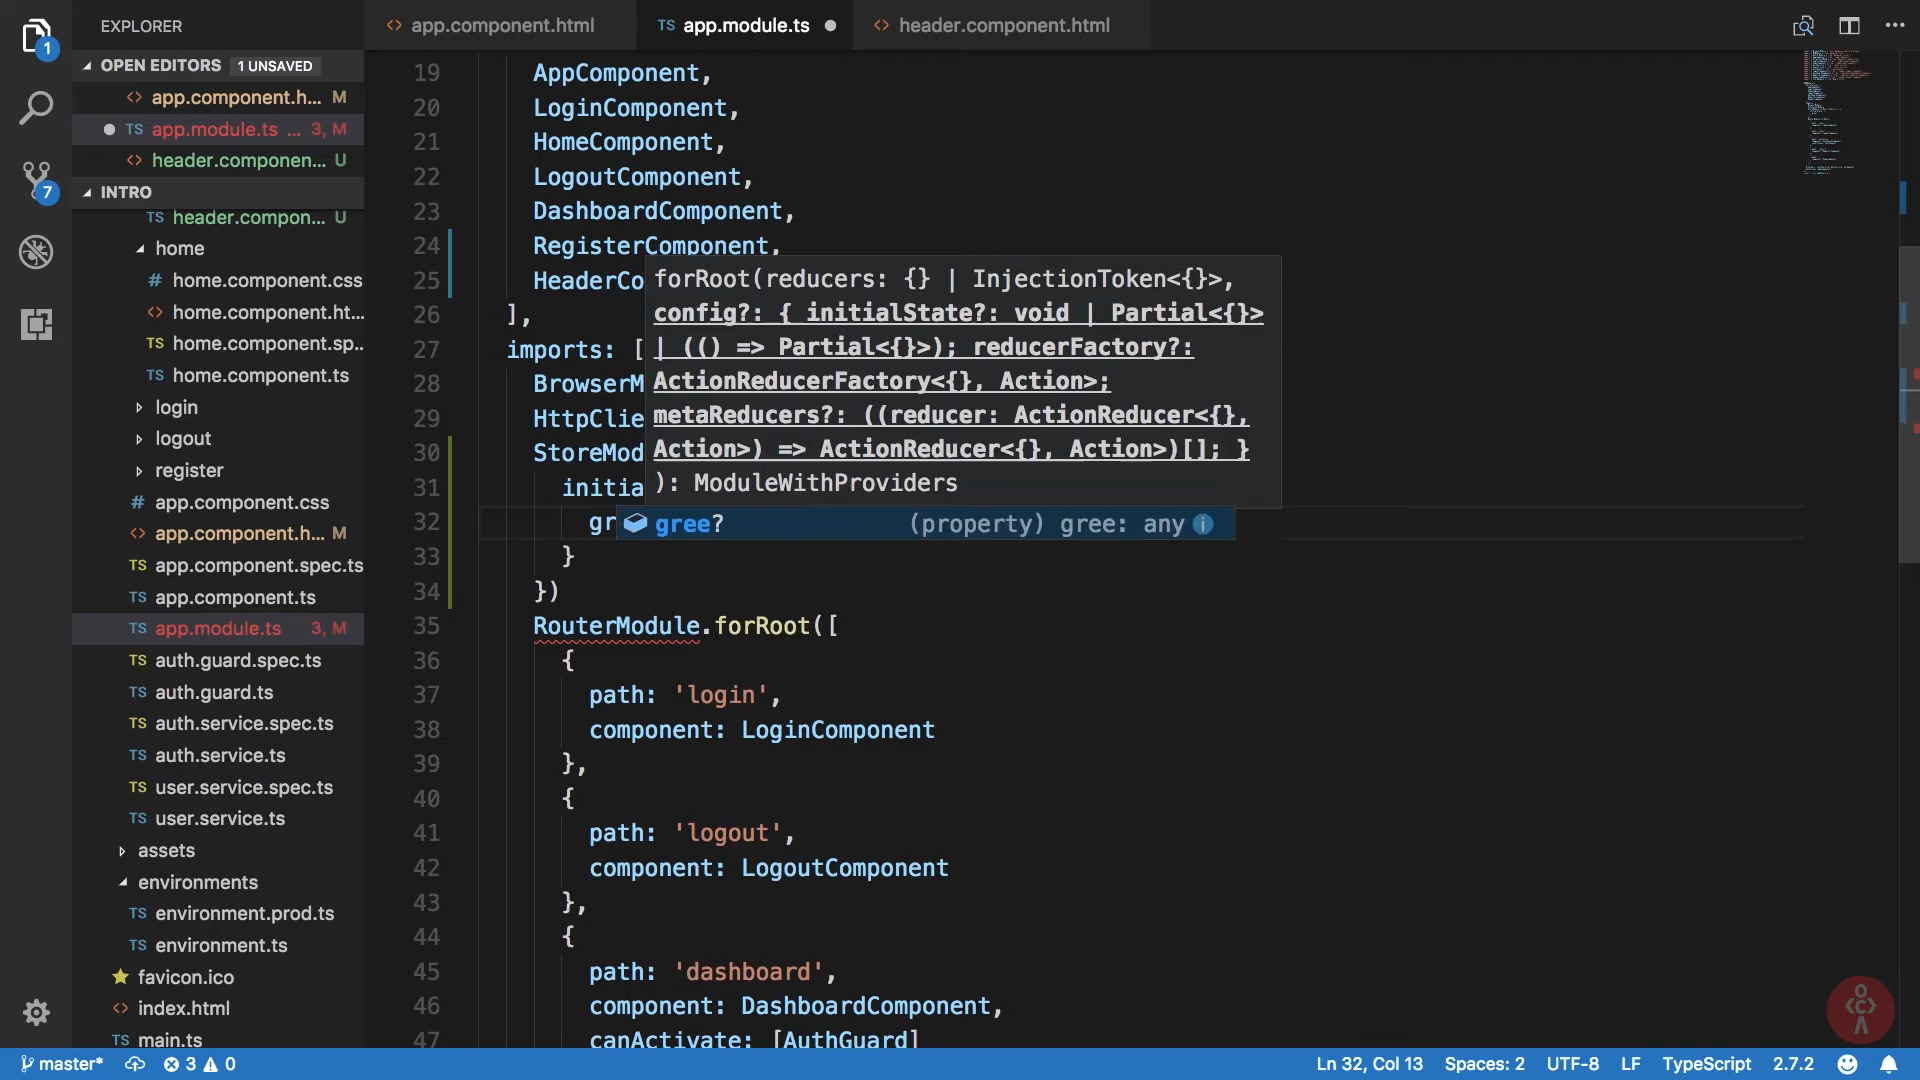 EXPLORER
OPEN EDITORS 1 UNSAVED
<> app.component.h... M
TS app.module.ts ... 3, M
<> header.componen... U
INTRO
TS header.compon... U
home
# home.component.css
<> home.component.ht...
TS home.component.sp...
TS home.component.ts
login
logout
register
# app.component.css
<> app.component.h... M
TS app.component.spec.ts
TS app.component.ts
TS app.module.ts 3, M
TS auth.guard.spec.ts
TS auth.guard.ts
TS auth.service.spec.ts
TS auth.service.ts
TS user.service.spec.ts
TS user.service.ts
assets
environments
TS environment.prod.ts
TS environment.ts
favicon.ico
<> index.html
TS main.ts
1
7
<> app.component.html TS app.module.ts ● <> header.component.html
19 AppComponent,
20 LoginComponent,
21 HomeComponent,
22 LogoutComponent,
23 DashboardComponent,
24 RegisterComponent,
25 HeaderCo
26 ],
27 imports: [
28 BrowserM
29 HttpClie
30 StoreMod
31 initia
32 gr
33 }
34 })
35 RouterModule.forRoot([
36 {
37 path: 'login',
38 component: LoginComponent
39 },
40 {
41 path: 'logout',
42 component: LogoutComponent
43 },
44 {
45 path: 'dashboard',
46 component: DashboardComponent,
47 canActivate: [AuthGuard]
forRoot(reducers: {} | InjectionToken<{}>,
config?: { initialState?: void | Partial<{}>
| (() => Partial<{}>); reducerFactory?:
ActionReducerFactory<{}, Action>;
metaReducers?: ((reducer: ActionReducer<{},
Action>) => ActionReducer<{}, Action>)[]; }
): ModuleWithProviders
gree? (property) gree: any
master* 3 0 Ln 32, Col 13 Spaces: 2 UTF-8 LF TypeScript 2.7.2